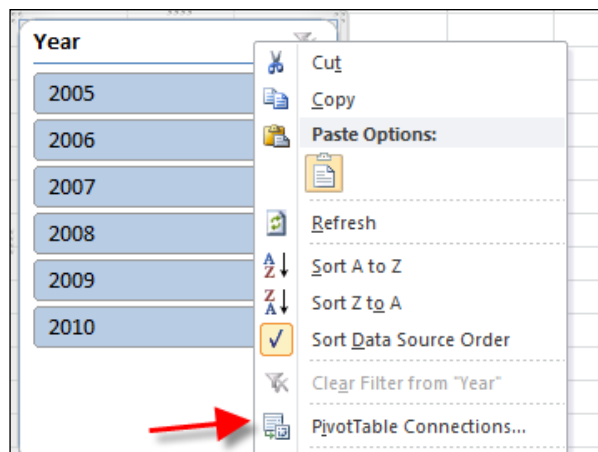 Year
2005
2006
2007
2008
2009
2010
Cut
Copy
Paste Options:
Refresh
Sort A to Z
Sort Z to A
Sort Data Source Order
Clear Filter from "Year"
PivotTable Connections...